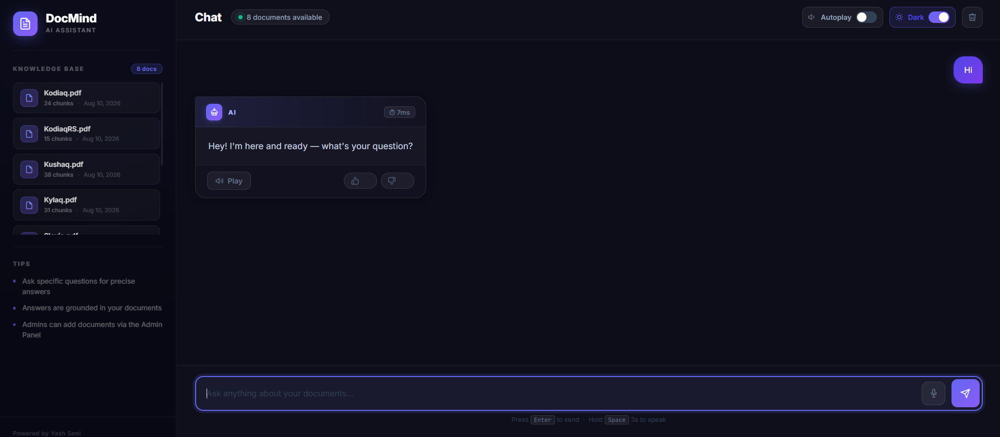 DocMind
AI ASSISTANT
KNOWLEDGE BASE
8 docs
Kodiaq.pdf
24 chunks · Aug 10, 2026
KodiaqRS.pdf
15 chunks · Aug 10, 2026
Kushaq.pdf
38 chunks · Aug 10, 2026
Kylaq.pdf
31 chunks · Aug 10, 2026
TIPS
Ask specific questions for precise
answers
Answers are grounded in your documents
Admins can add documents via the Admin
Panel
Powered by Yash Soni
Chat
8 documents available
Autoplay
Dark
Hi
AI
7ms
Hey! I'm here and ready — what's your question?
Play
Ask anything about your documents...
Press Enter to send · Hold Space 3s to speak